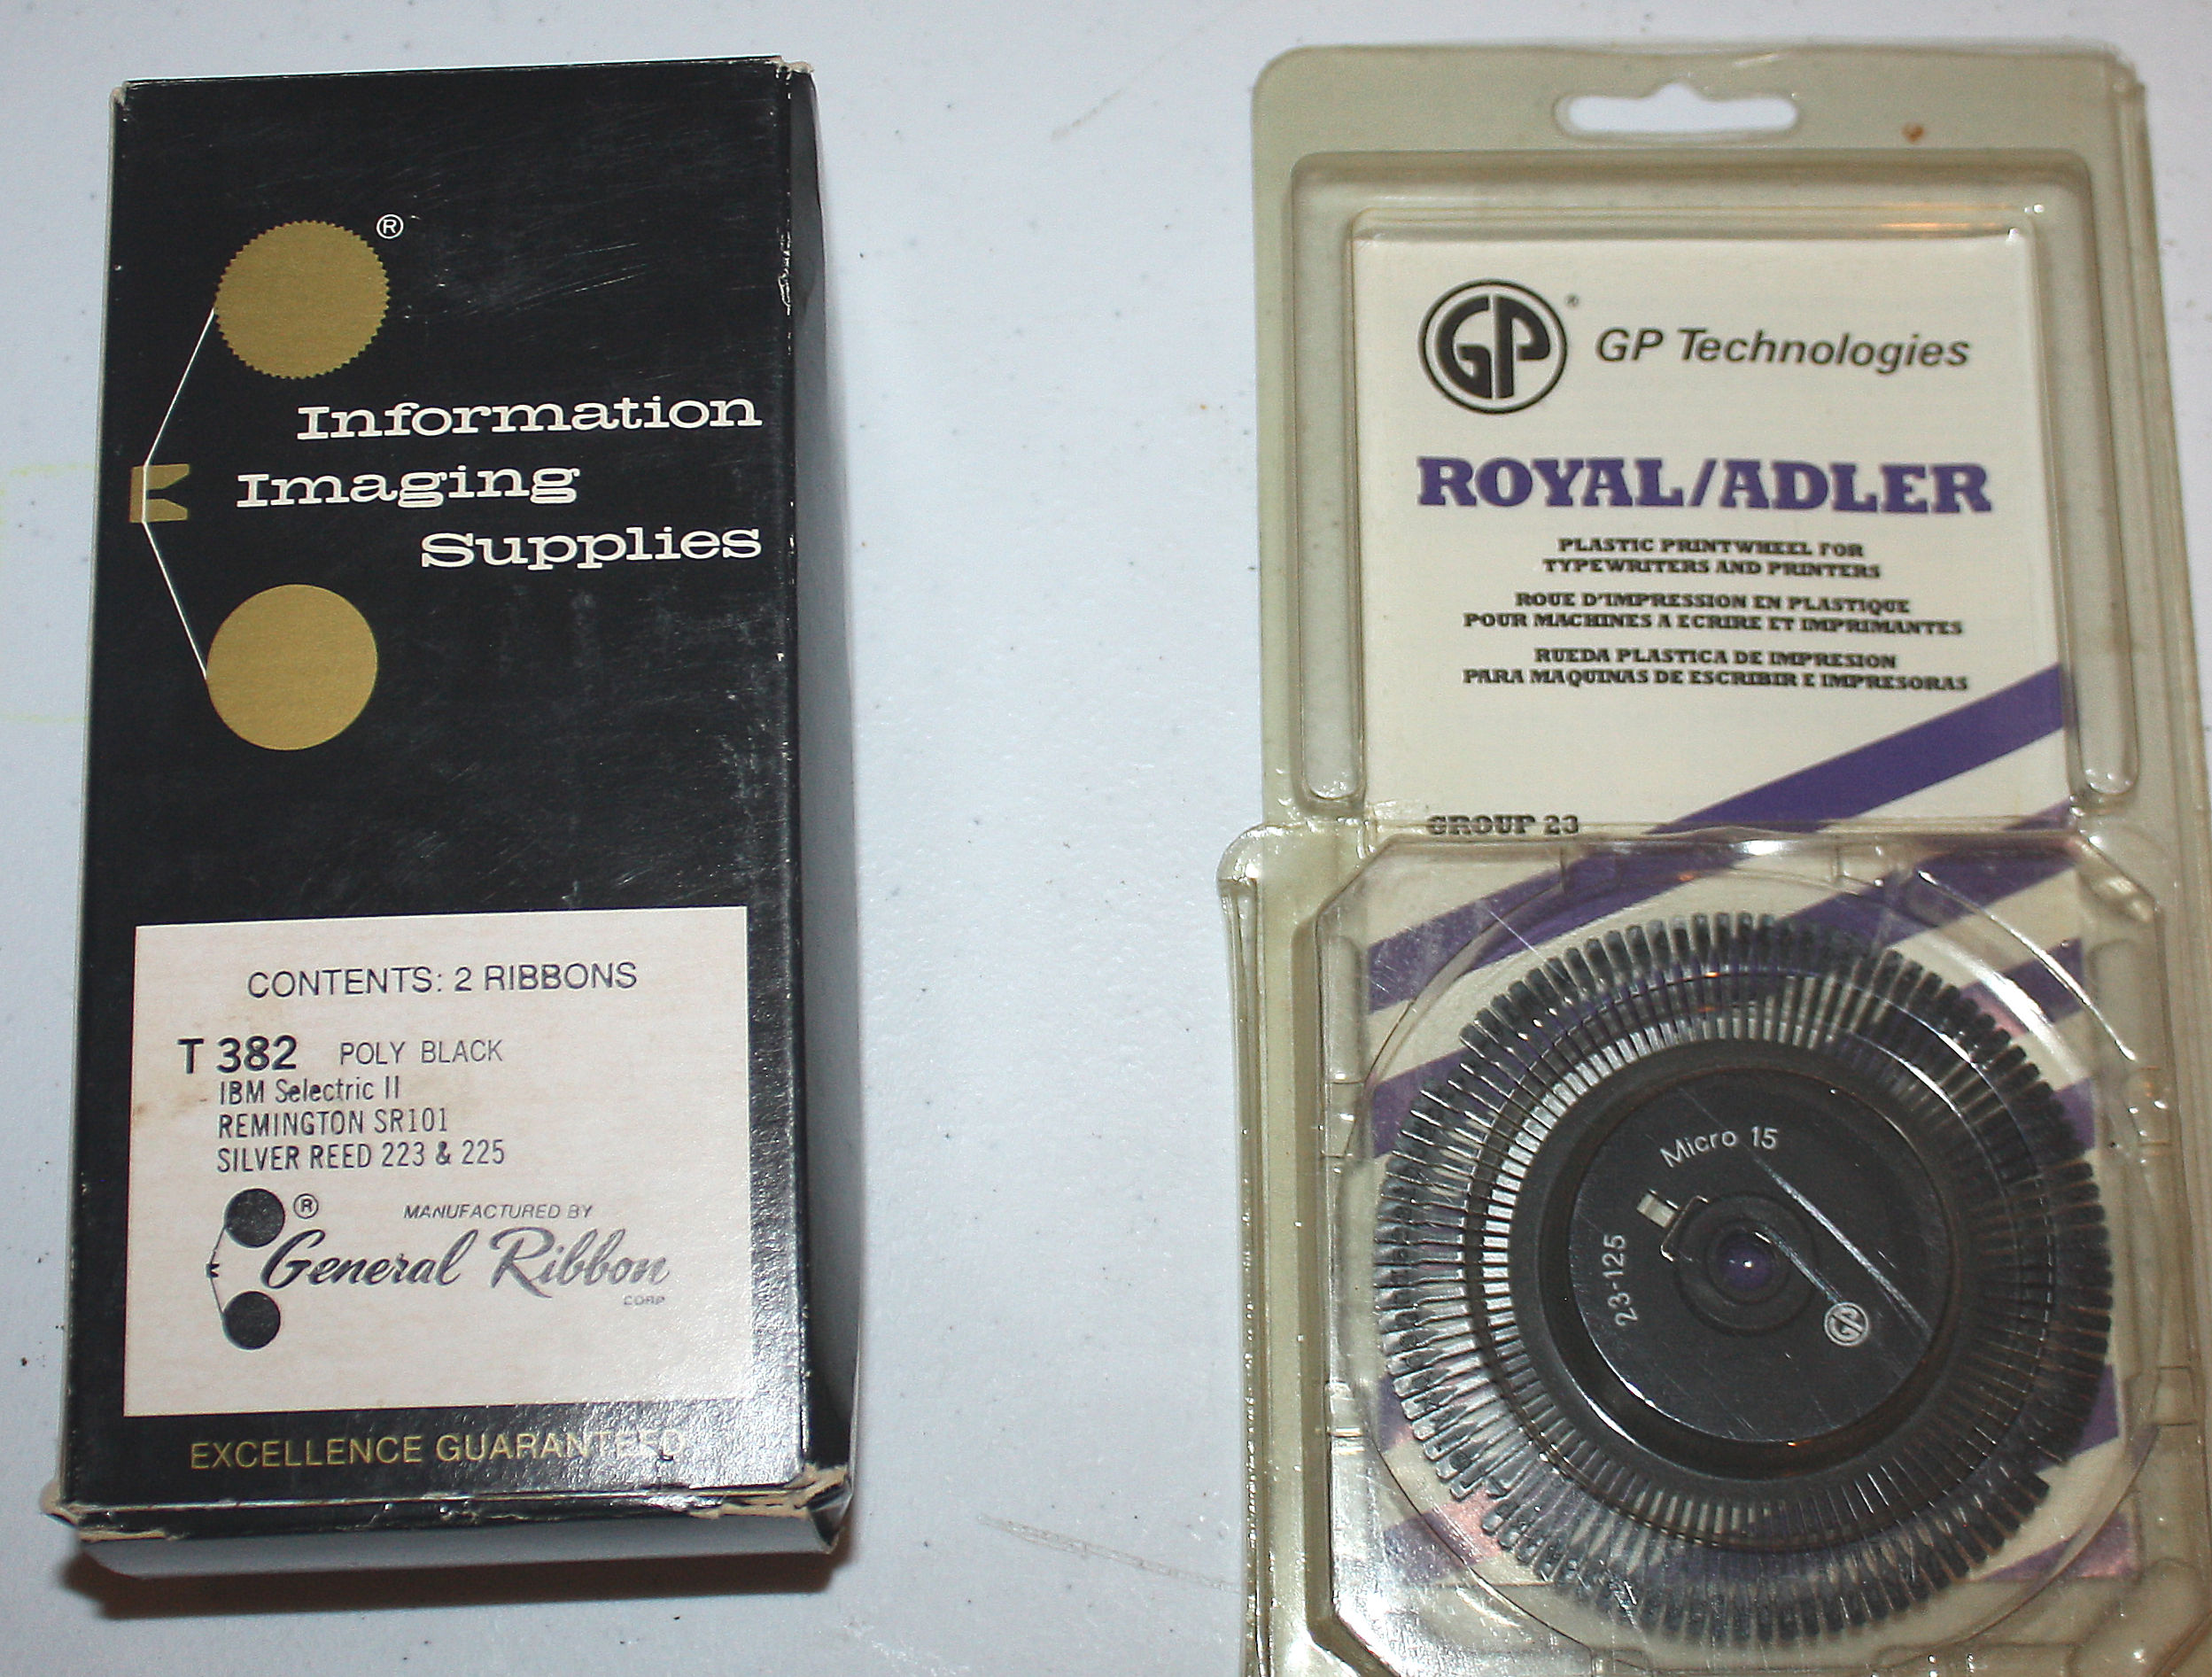 ®
Information
Imaging
Supplies
CONTENTS: 2 RIBBONS
T 382 POLY BLACK
IBM Selectric II
REMINGTON SR101
SILVER REED 223 & 225
®
MANUFACTURED BY
General Ribbon
CORP
EXCELLENCE GUARANTEED
GP ® GP Technologies
ROYAL/ADLER
PLASTIC PRINTWHEEL FOR
TYPEWRITERS AND PRINTERS
ROUE D'IMPRESSION EN PLASTIQUE
POUR MACHINES A ECRIRE ET IMPRIMANTES
RUEDA PLASTICA DE IMPRESION
PARA MAQUINAS DE ESCRIBIR E IMPRESORAS
GROUP 23
Micro 15
23-125
GP